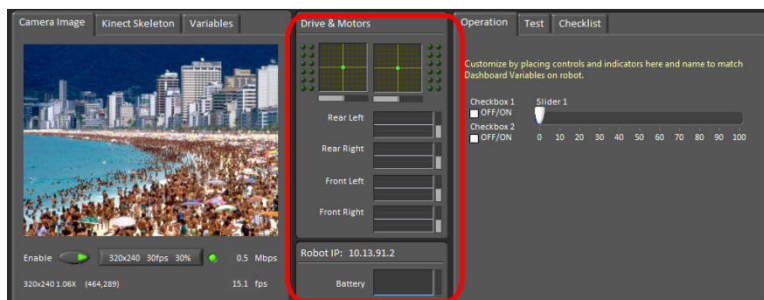 Camera Image Kinect Skeleton Variables
Enable 320x240 30fps 30% 0.5 Mbps
320x240 1.06X (464,289) 15.1 fps
Drive & Motors
Rear Left
Rear Right
Front Left
Front Right
Robot IP: 10.13.91.2
Battery
Operation Test Checklist
Customize by placing controls and indicators here and name to match
Dashboard Variables on robot.
Checkbox 1 Slider 1
OFF/ON
Checkbox 2
OFF/ON 0 10 20 30 40 50 60 70 80 90 100